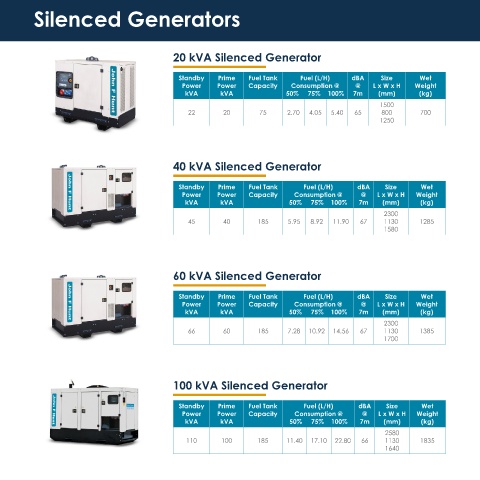 Silenced Generators
20 kVA Silenced Generator
Standby Power kVA | Prime Power kVA | Fuel Tank Capacity | Fuel (L/H) Consumption @ 50% 75% 100% | dBA @ 7m | Size L x W x H (mm) | Wet Weight (kg)
22 | 20 | 75 | 2.70 4.05 5.40 | 65 | 1500 800 1250 | 700
John F Hunt
40 kVA Silenced Generator
Standby Power kVA | Prime Power kVA | Fuel Tank Capacity | Fuel (L/H) Consumption @ 50% 75% 100% | dBA @ 7m | Size L x W x H (mm) | Wet Weight (kg)
45 | 40 | 185 | 5.95 8.92 11.90 | 67 | 2300 1130 1580 | 1285
John F Hunt
60 kVA Silenced Generator
Standby Power kVA | Prime Power kVA | Fuel Tank Capacity | Fuel (L/H) Consumption @ 50% 75% 100% | dBA @ 7m | Size L x W x H (mm) | Wet Weight (kg)
66 | 60 | 185 | 7.28 10.92 14.56 | 67 | 2300 1130 1700 | 1385
John F Hunt
100 kVA Silenced Generator
Standby Power kVA | Prime Power kVA | Fuel Tank Capacity | Fuel (L/H) Consumption @ 50% 75% 100% | dBA @ 7m | Size L x W x H (mm) | Wet Weight (kg)
110 | 100 | 185 | 11.40 17.10 22.80 | 66 | 2580 1130 1640 | 1835
John F Hunt